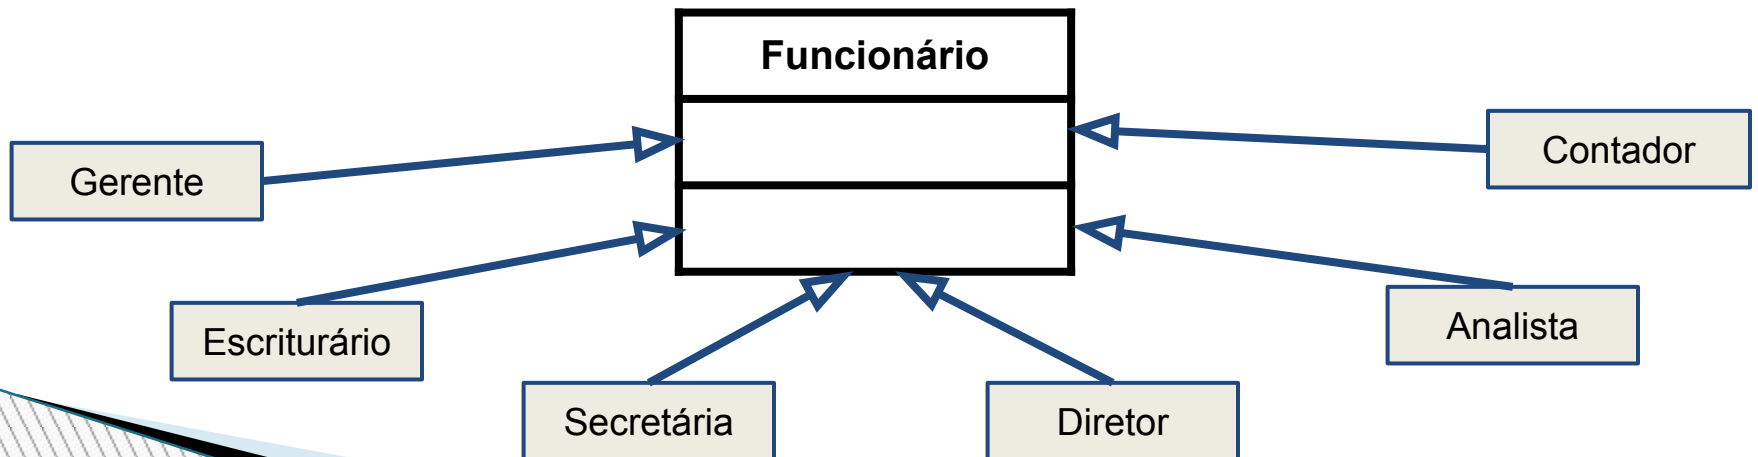 Funcionário
Gerente
Contador
Escriturário
Analista
Secretária
Diretor